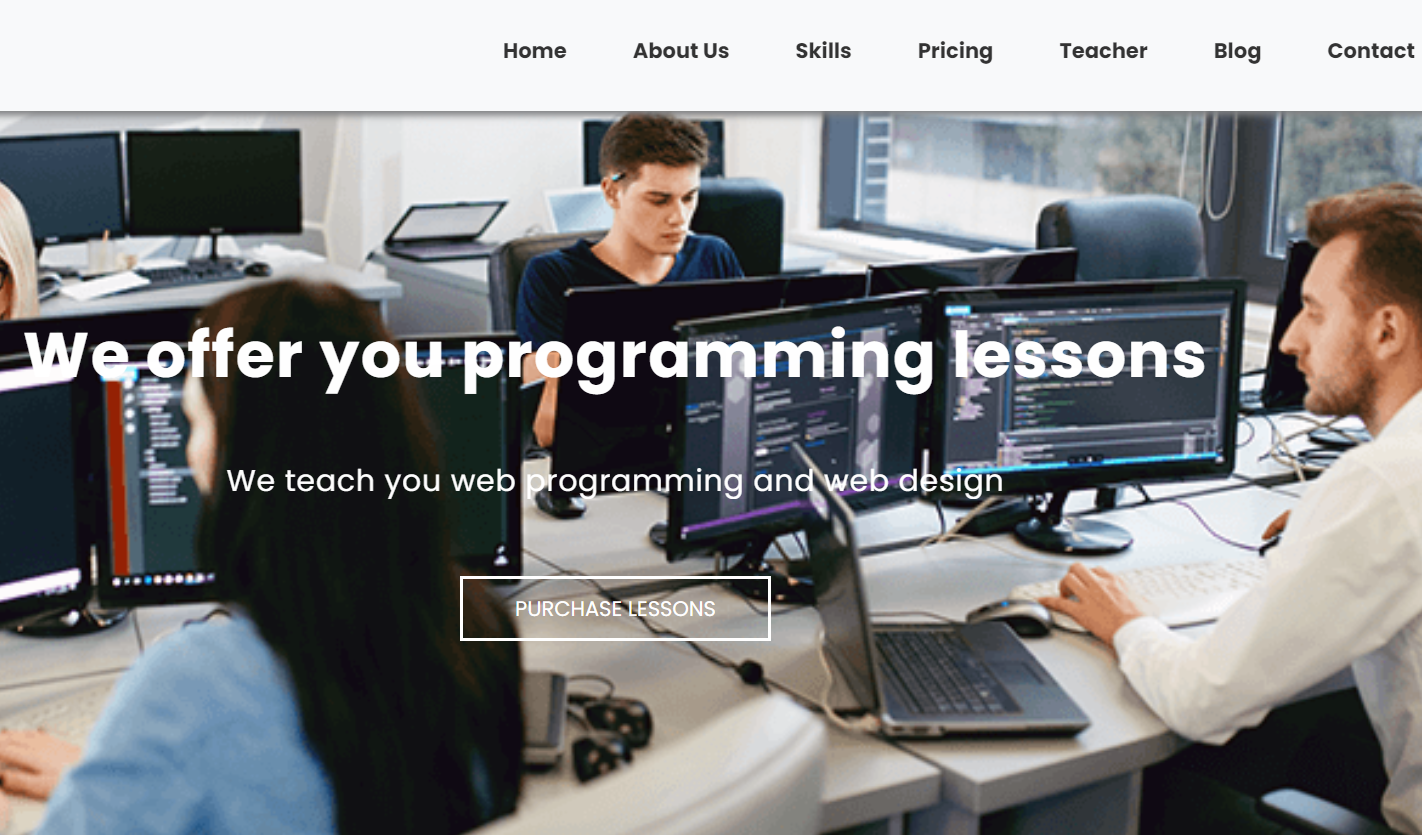 Home About Us Skills Pricing Teacher Blog Contact
We offer you programming lessons
We teach you web programming and web design
PURCHASE LESSONS